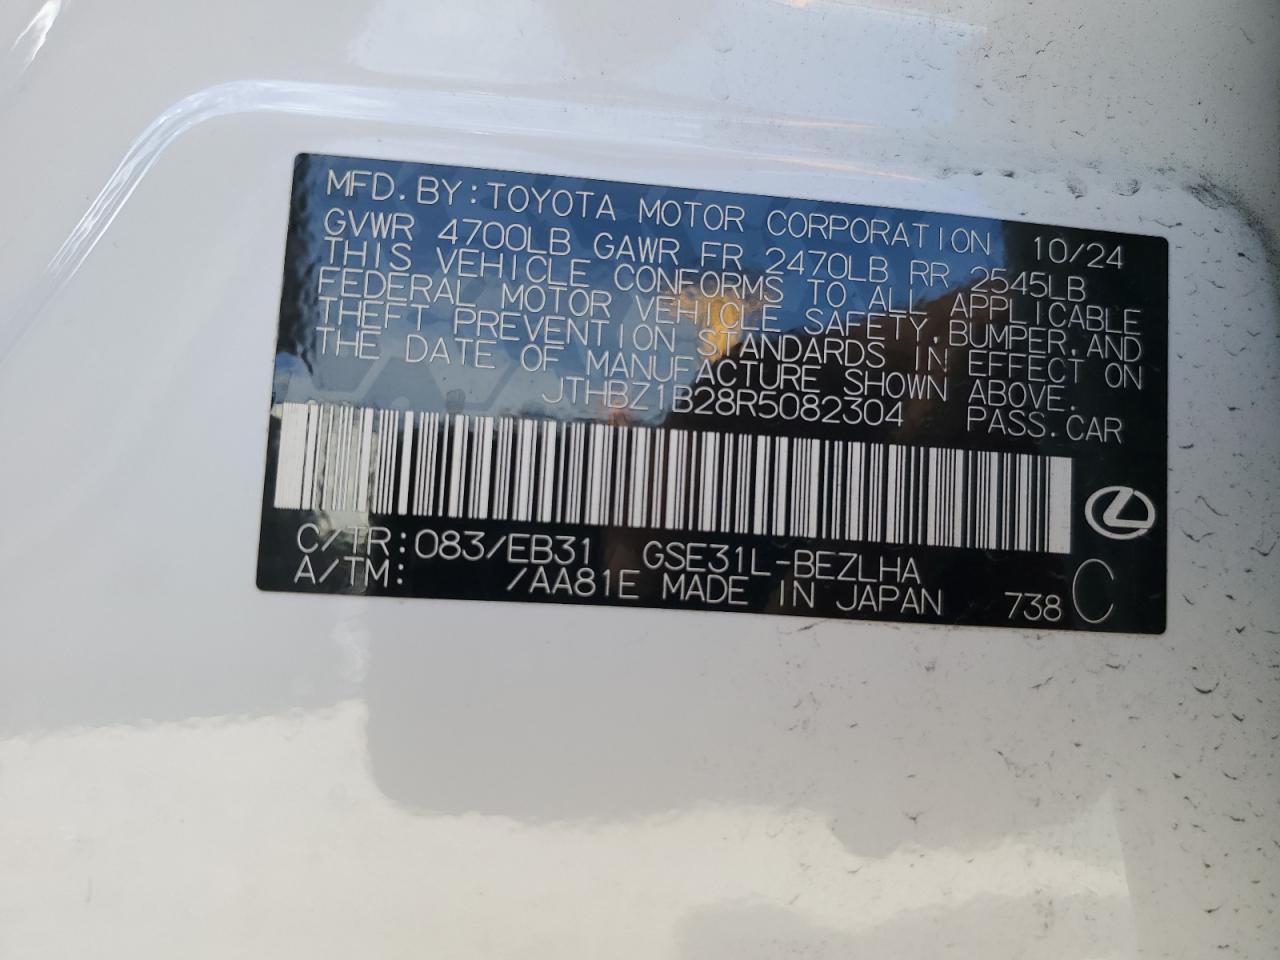 MFD.BY:TOYOTA MOTOR CORPORATION 10/24
GVWR 4700LB GAWR FR 2470LB RR 2545LB
THIS VEHICLE CONFORMS TO ALL APPLICABLE
FEDERAL MOTOR VEHICLE SAFETY,BUMPER,AND
THEFT PREVENTION STANDARDS IN EFFECT ON
THE DATE OF MANUFACTURE SHOWN ABOVE.
JTHBZ1B28R5082304 PASS.CAR
C/TR:083/EB31 GSE31L-BEZLHA
A/TM: /AA81E MADE IN JAPAN 738 C